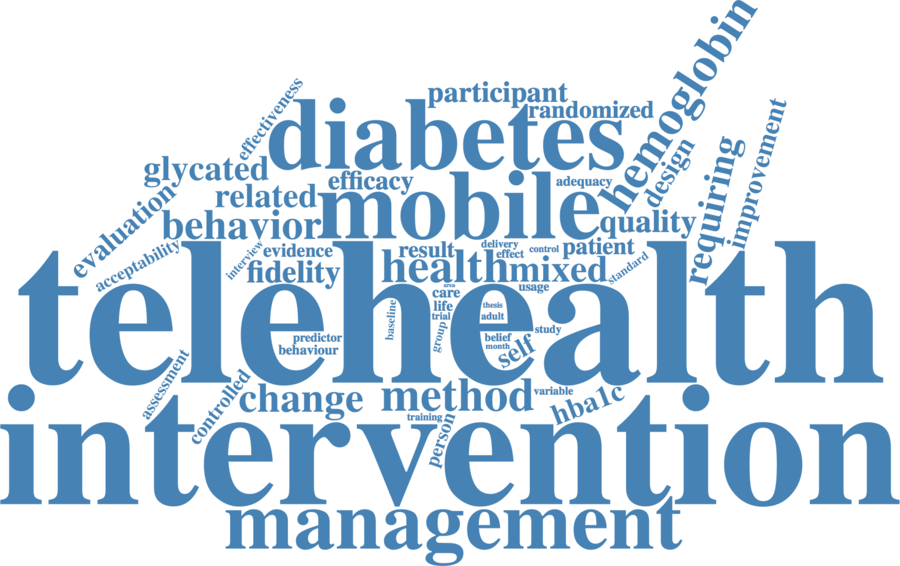 hemoglobin
participant
randomized
effectiveness
diabetes
improvement
design
requiring
glycated
efficacy
adequacy
related
mobile
evaluation
behavior
quality
acceptability
interview
evidence
result
delivery
effect
control
patient
fidelity
health
mixed
standard
telehealth
area
usage
care
baseline
life
thesis
trial
adult
group
study
predictor
belief
behaviour
month
self
assessment
controlled
change
method
variable
hba1c
training
person
intervention
management